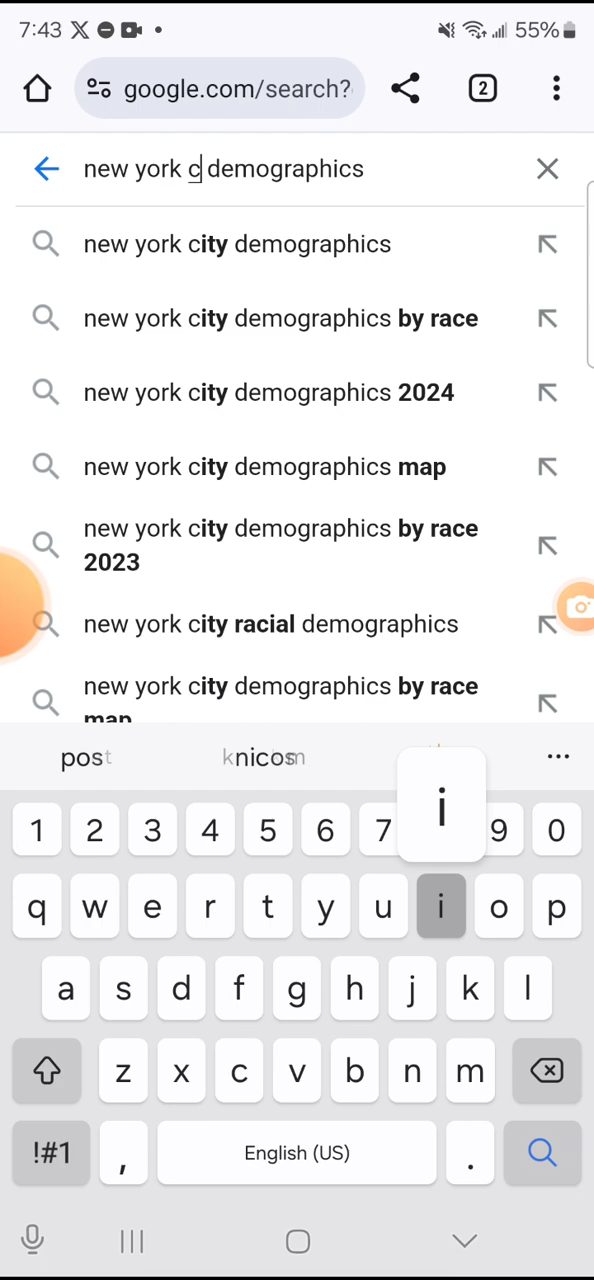 7:43 X 55%
google.com/search? 2
new york c demographics
new york city demographics
new york city demographics by race
new york city demographics 2024
new york city demographics map
new york city demographics by race
2023
new york city racial demographics
new york city demographics by race
map
post
i
1 2 3 4 5 6 7 9 0
q w e r t y u i o p
a s d f g h j k l
z x c v b n m
!#1 , English (US) .